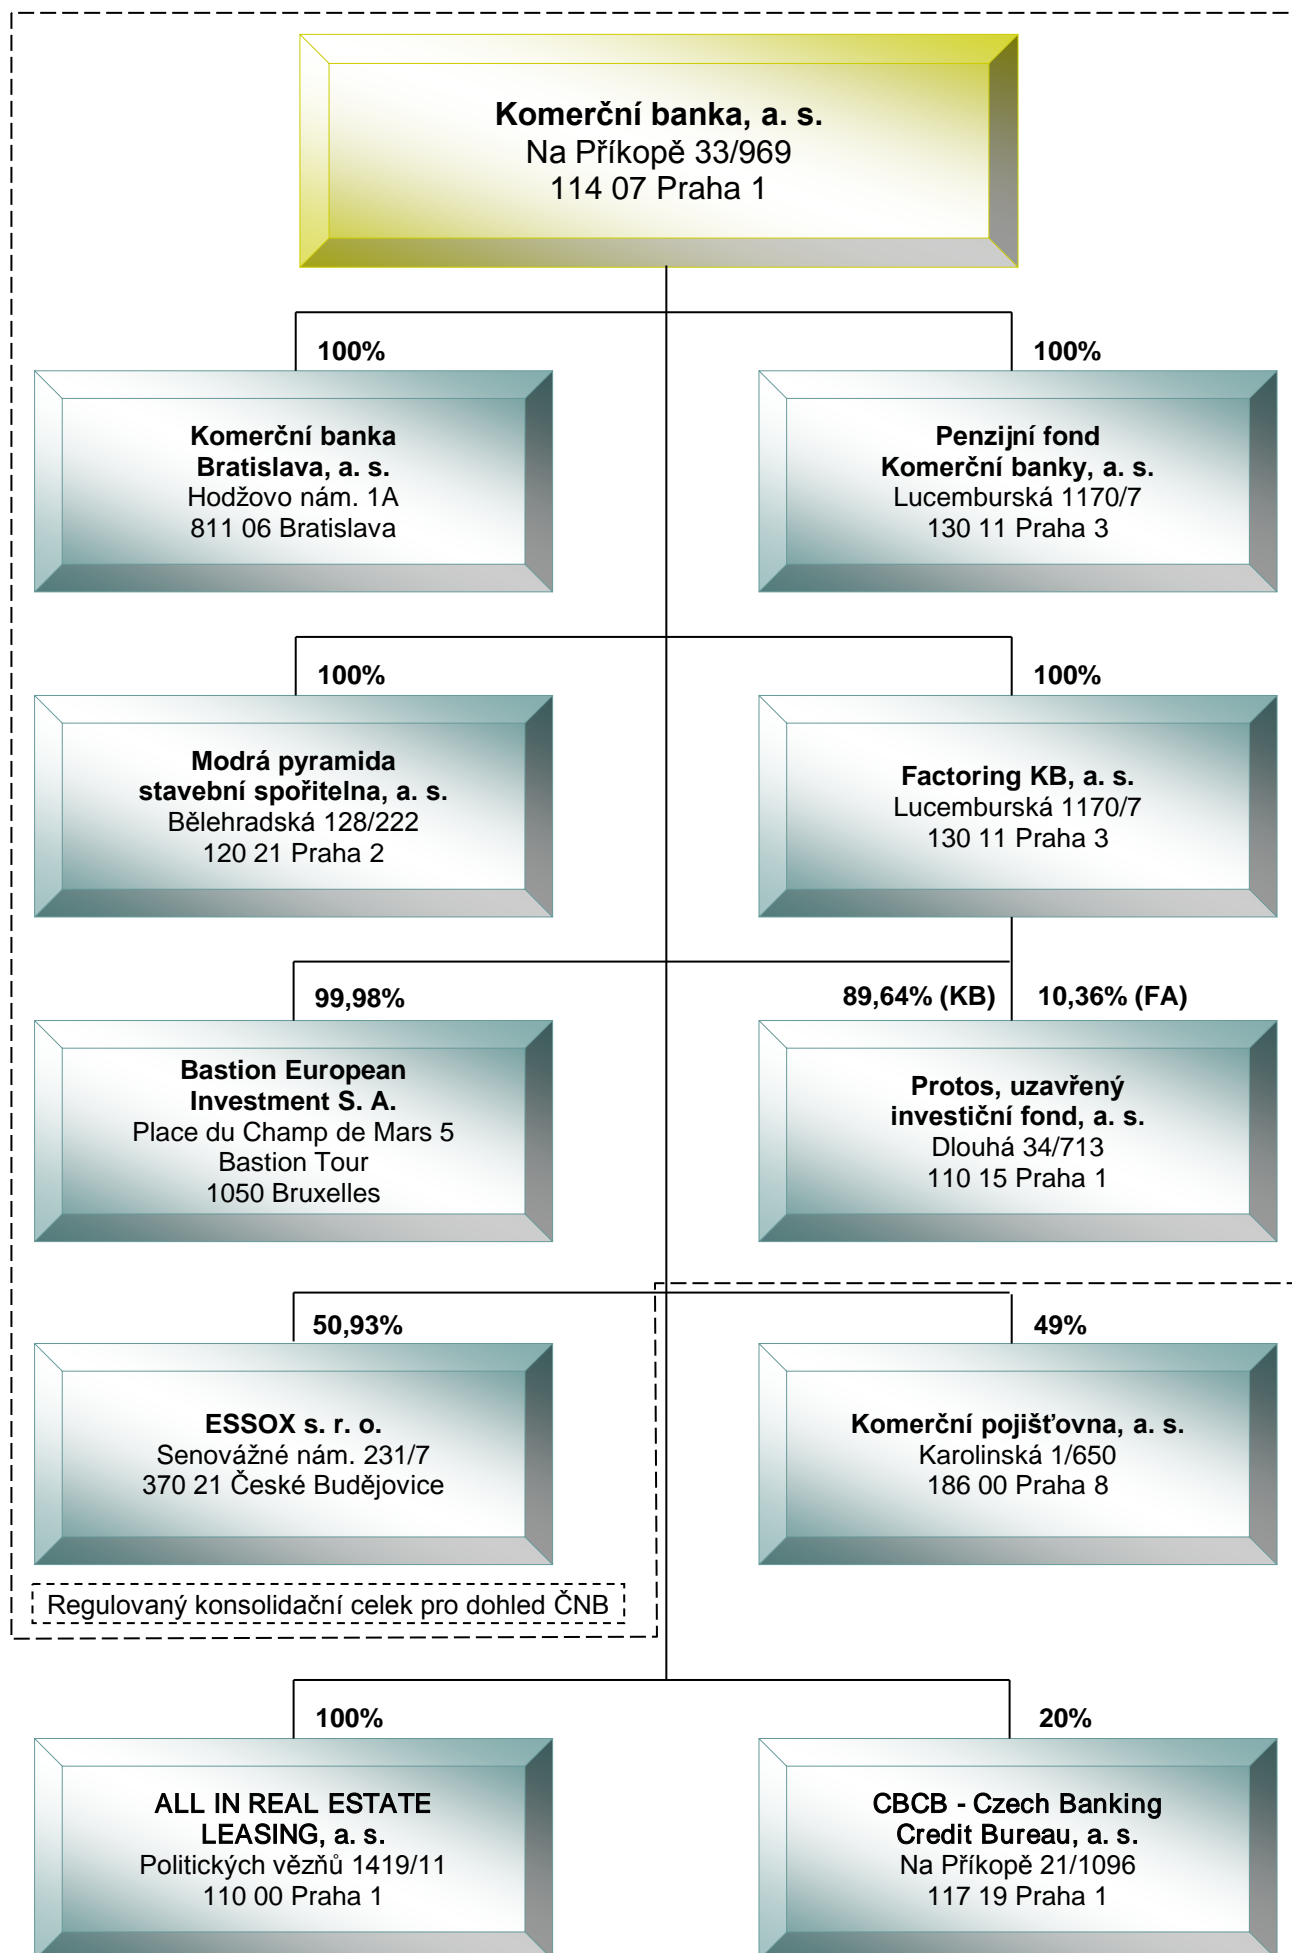 Komerční banka, a. s.
Na Příkopě 33/969
114 07 Praha 1
100%
100%
Komerční banka
Bratislava, a. s.
Hodžovo nám. 1A
811 06 Bratislava
Penzijní fond
Komerční banky, a. s.
Lucemburská 1170/7
130 11 Praha 3
100%
100%
Modrá pyramida
stavební spořitelna, a. s.
Bělehradská 128/222
120 21 Praha 2
Factoring KB, a. s.
Lucemburská 1170/7
130 11 Praha 3
99,98%
89,64% (KB)
10,36% (FA)
Bastion European
Investment S. A.
Place du Champ de Mars 5
Bastion Tour
1050 Bruxelles
Protos, uzavřený
investiční fond, a. s.
Dlouhá 34/713
110 15 Praha 1
50,93%
49%
ESSOX s. r. o.
Senovážné nám. 231/7
370 21 České Budějovice
Komerční pojišťovna, a. s.
Karolinská 1/650
186 00 Praha 8
Regulovaný konsolidační celek pro dohled ČNB
100%
20%
ALL IN REAL ESTATE
LEASING, a. s.
Politických vězňů 1419/11
110 00 Praha 1
CBCB - Czech Banking
Credit Bureau, a. s.
Na Příkopě 21/1096
117 19 Praha 1